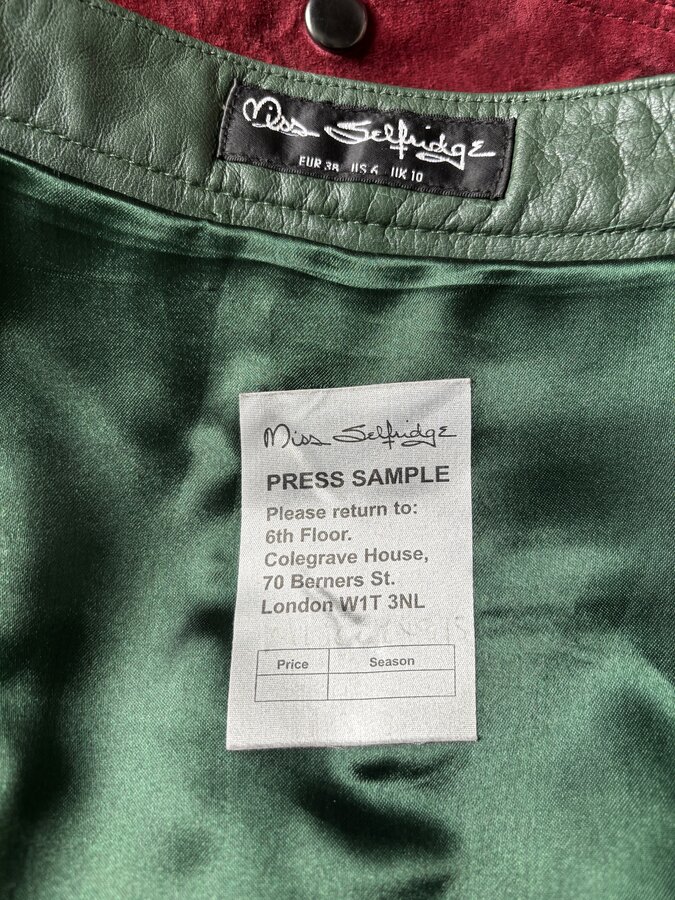 Miss Selfridge
EUR 38 US 6 UK 10
Miss Selfridge
PRESS SAMPLE
Please return to:
6th Floor.
Colegrave House,
70 Berners St.
London W1T 3NL
Price Season